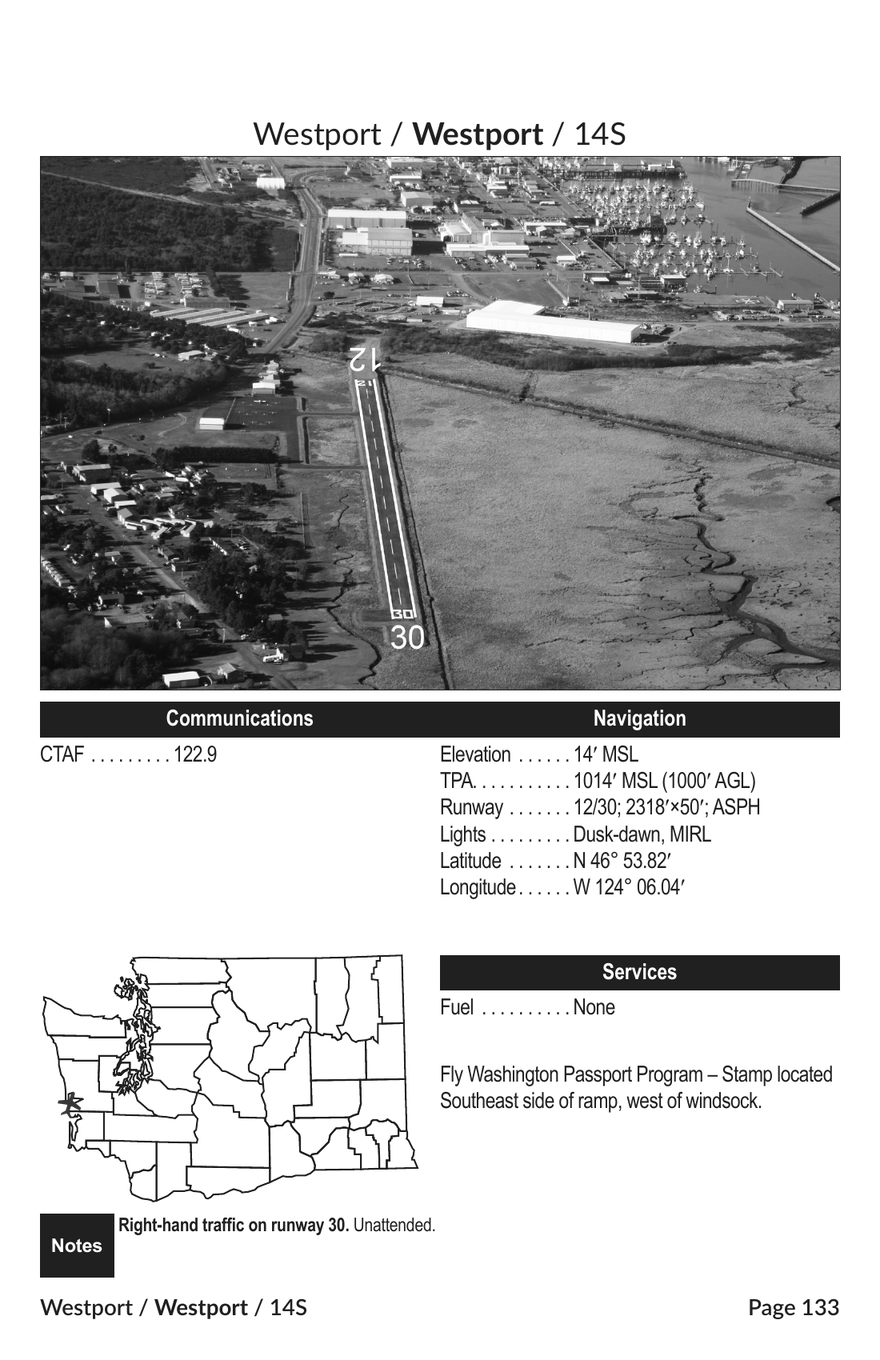 Westport / Westport / 14S
12
12
30
30
Communications
CTAF . . . . . . . . . 122.9
Navigation
Elevation . . . . . . 14′ MSL
TPA. . . . . . . . . . . 1014′ MSL (1000′ AGL)
Runway . . . . . . . 12/30; 2318′×50′; ASPH
Lights . . . . . . . . . Dusk-dawn, MIRL
Latitude . . . . . . . N 46° 53.82′
Longitude . . . . . . W 124° 06.04′
Services
Fuel . . . . . . . . . . None
Fly Washington Passport Program – Stamp located
Southeast side of ramp, west of windsock.
Notes
Right-hand traffic on runway 30. Unattended.
Westport / Westport / 14S
Page 133